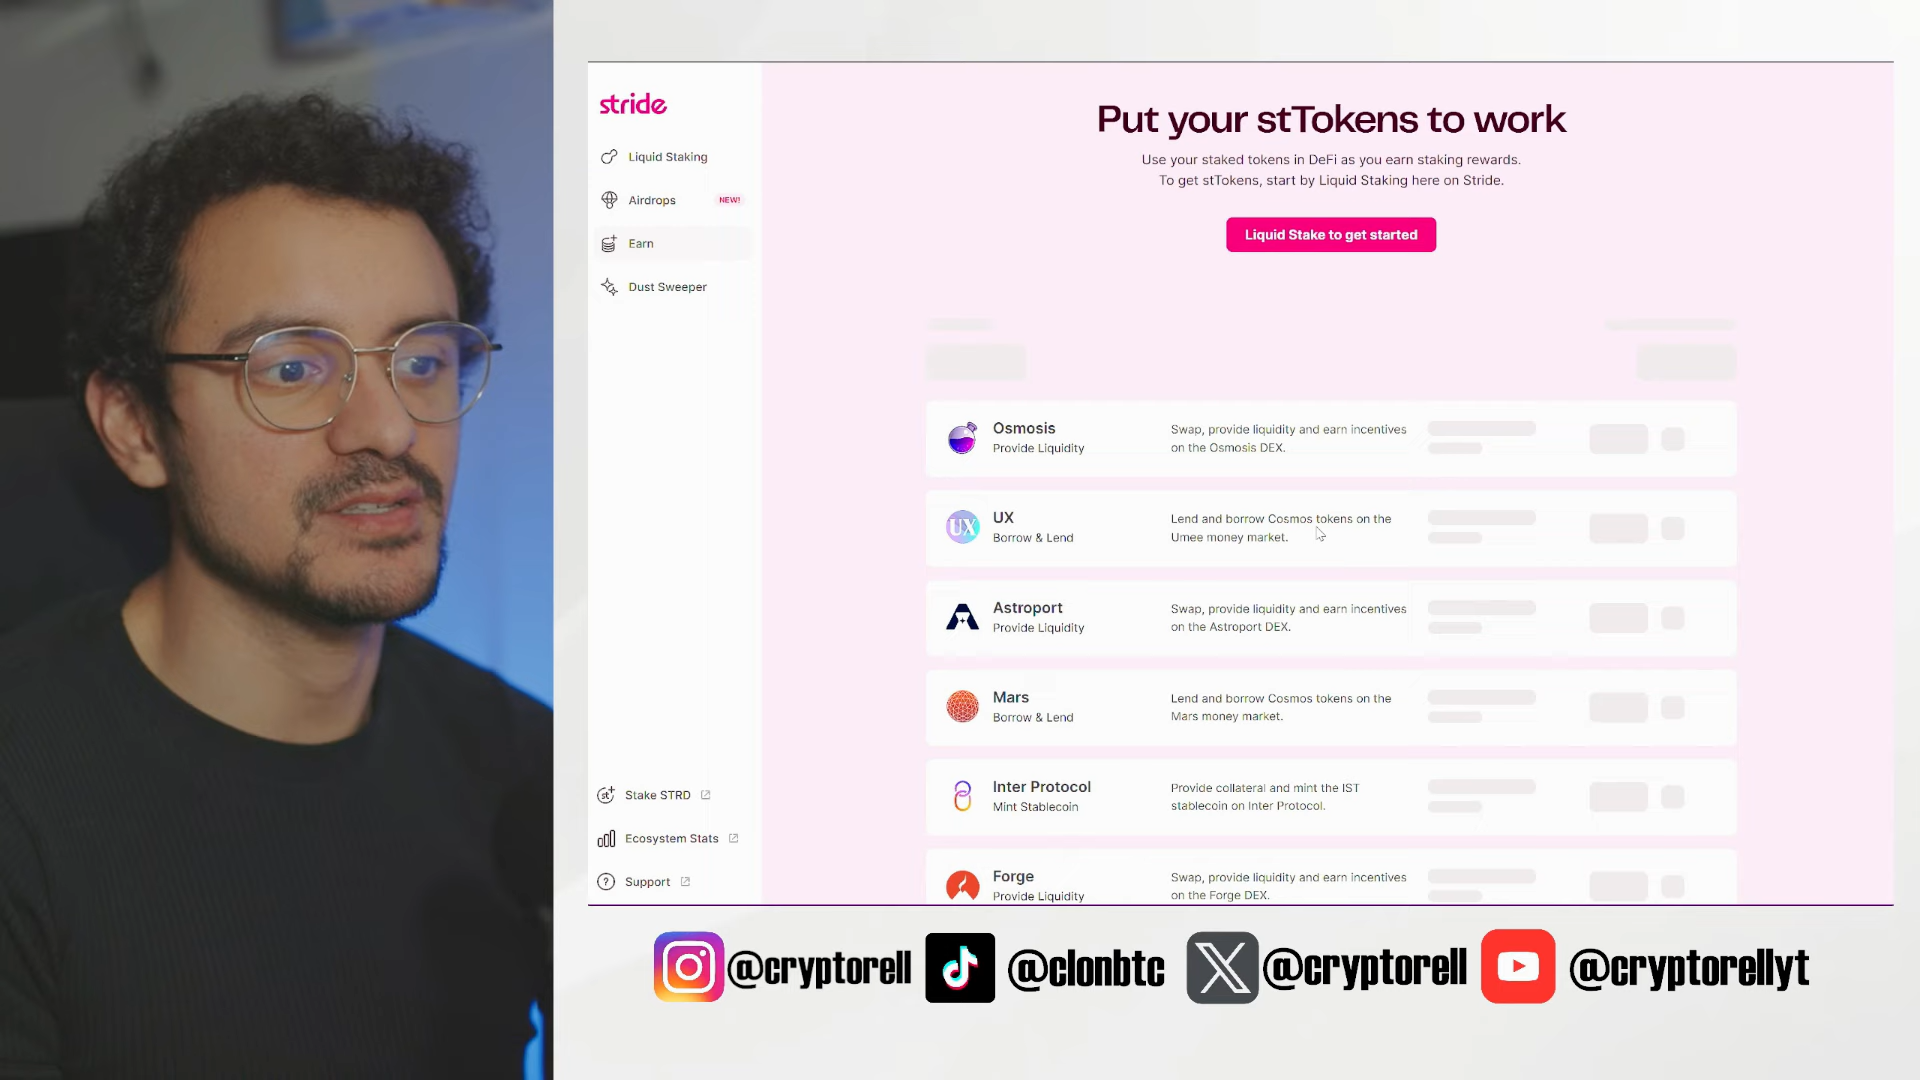 stride
Liquid Staking
Airdrops NEW!
Earn
Dust Sweeper
Stake STRD
Ecosystem Stats
Support
Put your stTokens to work
Use your staked tokens in DeFi as you earn staking rewards.
To get stTokens, start by Liquid Staking here on Stride.
Liquid Stake to get started
Osmosis
Provide Liquidity
Swap, provide liquidity and earn incentives
on the Osmosis DEX.
UX
UX
Borrow & Lend
Lend and borrow Cosmos tokens on the
Umee money market.
Astroport
Provide Liquidity
Swap, provide liquidity and earn incentives
on the Astroport DEX.
Mars
Borrow & Lend
Lend and borrow Cosmos tokens on the
Mars money market.
Inter Protocol
Mint Stablecoin
Provide collateral and mint the IST
stablecoin on Inter Protocol.
Forge
Provide Liquidity
Swap, provide liquidity and earn incentives
on the Forge DEX.
@cryptorell @clonbtc @cryptorell @cryptorellyt